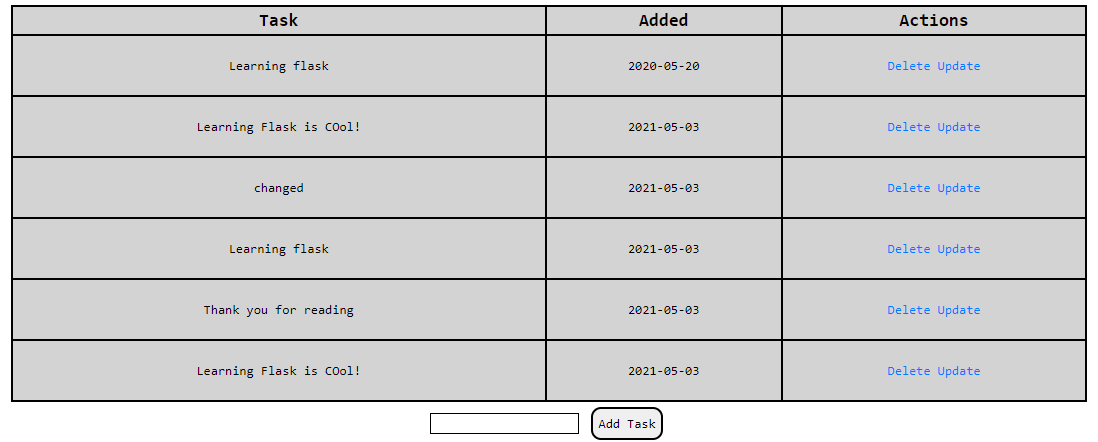 Task Added Actions
Learning flask 2020-05-20 Delete Update
Learning Flask is COol! 2021-05-03 Delete Update
changed 2021-05-03 Delete Update
Learning flask 2021-05-03 Delete Update
Thank you for reading 2021-05-03 Delete Update
Learning Flask is COol! 2021-05-03 Delete Update
Add Task